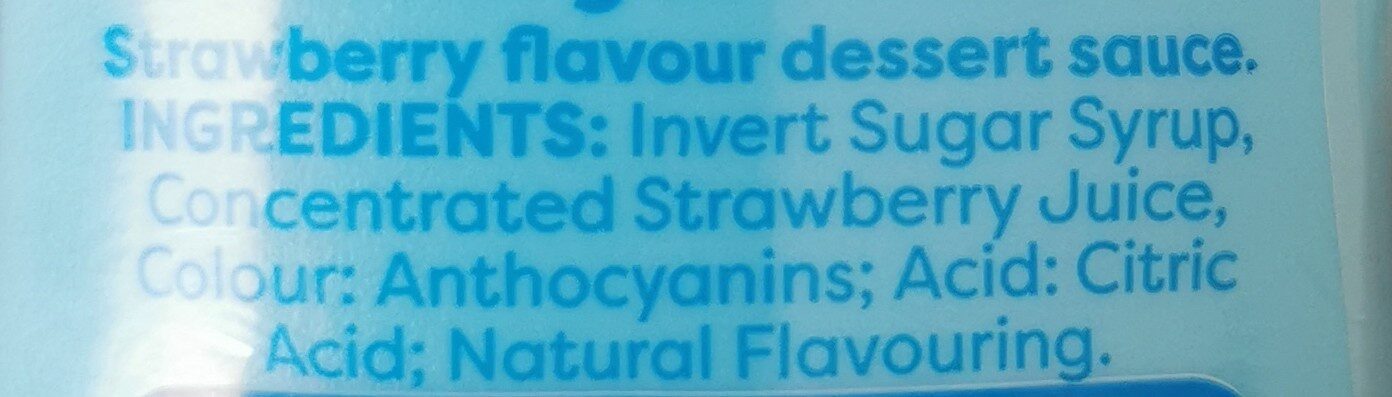 Strawberry flavour dessert sauce.
INGREDIENTS: Invert Sugar Syrup,
Concentrated Strawberry Juice,
Colour: Anthocyanins; Acid: Citric
Acid; Natural Flavouring.